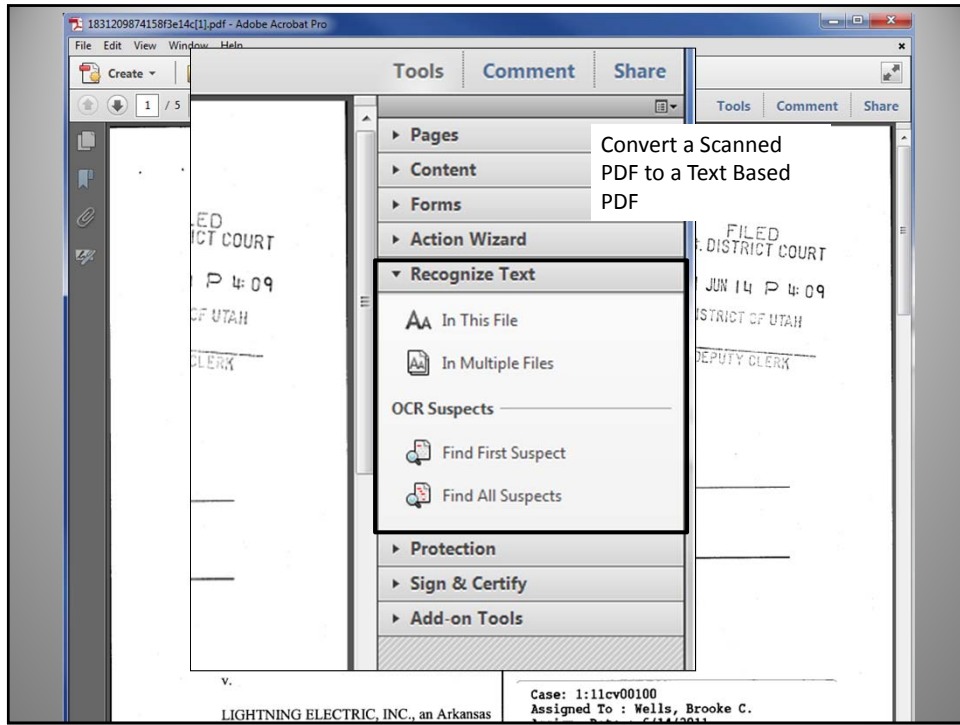 1831209874158f3e14c[1].pdf - Adobe Acrobat Pro
File Edit View Window Help
Create
1 / 5
Tools Comment Share
Tools Comment Share
Convert a Scanned
PDF to a Text Based
PDF
Pages
Content
Forms
Action Wizard
Recognize Text
In This File
In Multiple Files
OCR Suspects
Find First Suspect
Find All Suspects
Protection
Sign & Certify
Add-on Tools
ED
ICT COURT
P 4:09
OF UTAH
CLERK
FILED
DISTRICT COURT
JUN 14 P 4:09
ISTRICT OF UTAH
DEPUTY CLERK
v.
LIGHTNING ELECTRIC, INC., an Arkansas
Case: 1:11cv00100
Assigned To : Wells, Brooke C.